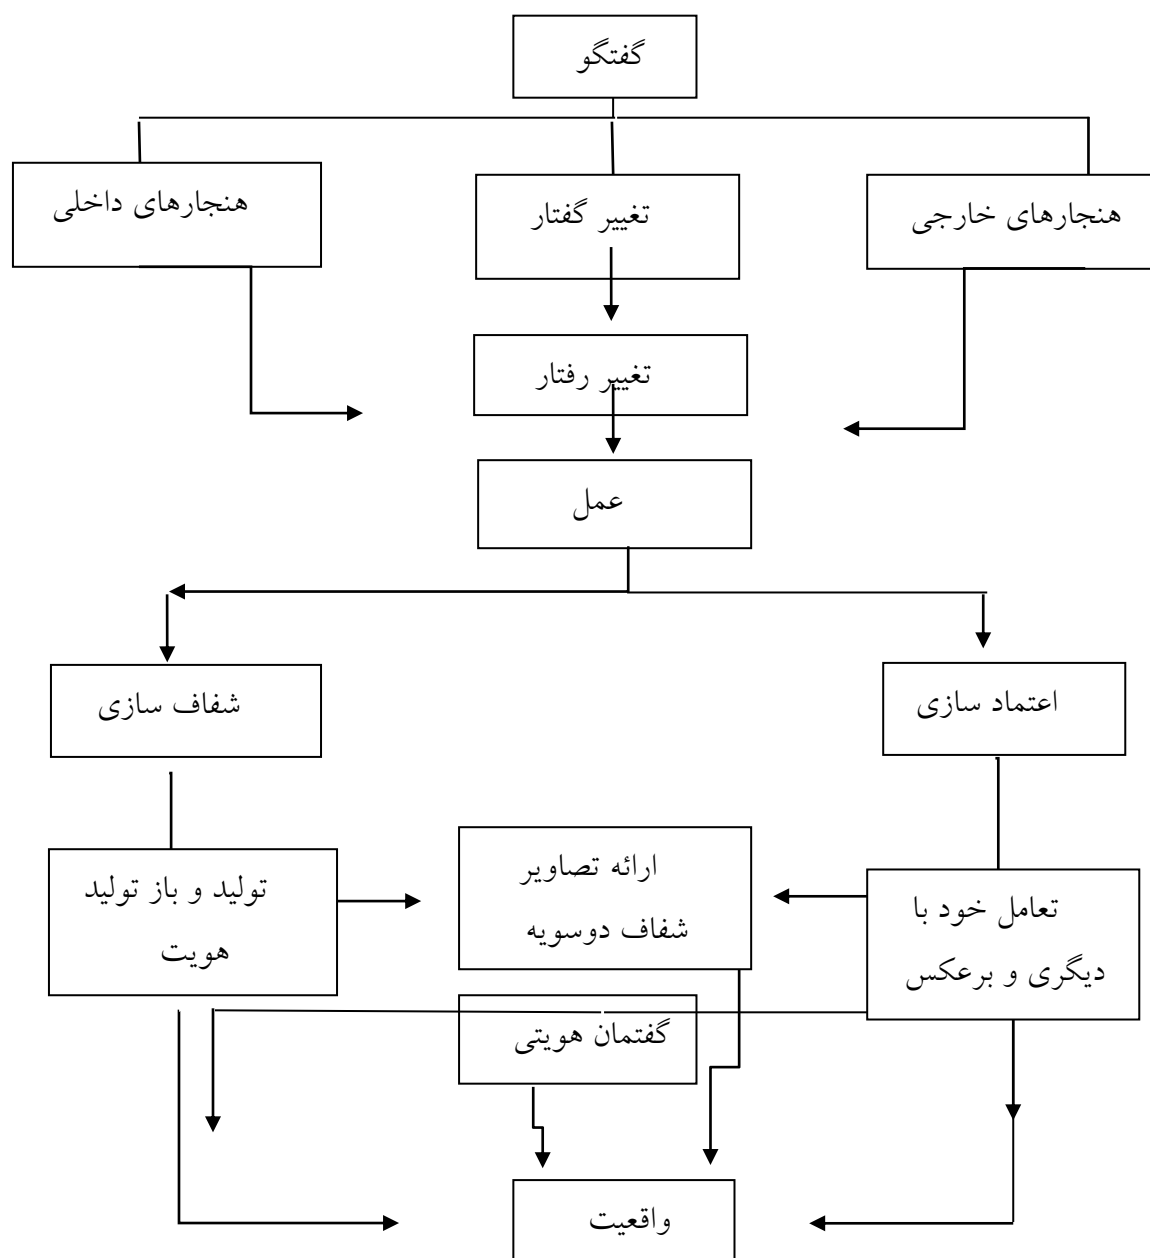 گفتگو
هنجارهای خارجی
تغییر گفتار
هنجارهای داخلی
تغییر رفتار
عمل
اعتماد سازی
شفاف سازی
تعامل خود با
دیگری و برعکس
ارائه تصاویر
شفاف دوسویه
تولید و باز تولید
هویت
گفتمان هویتی
واقعیت